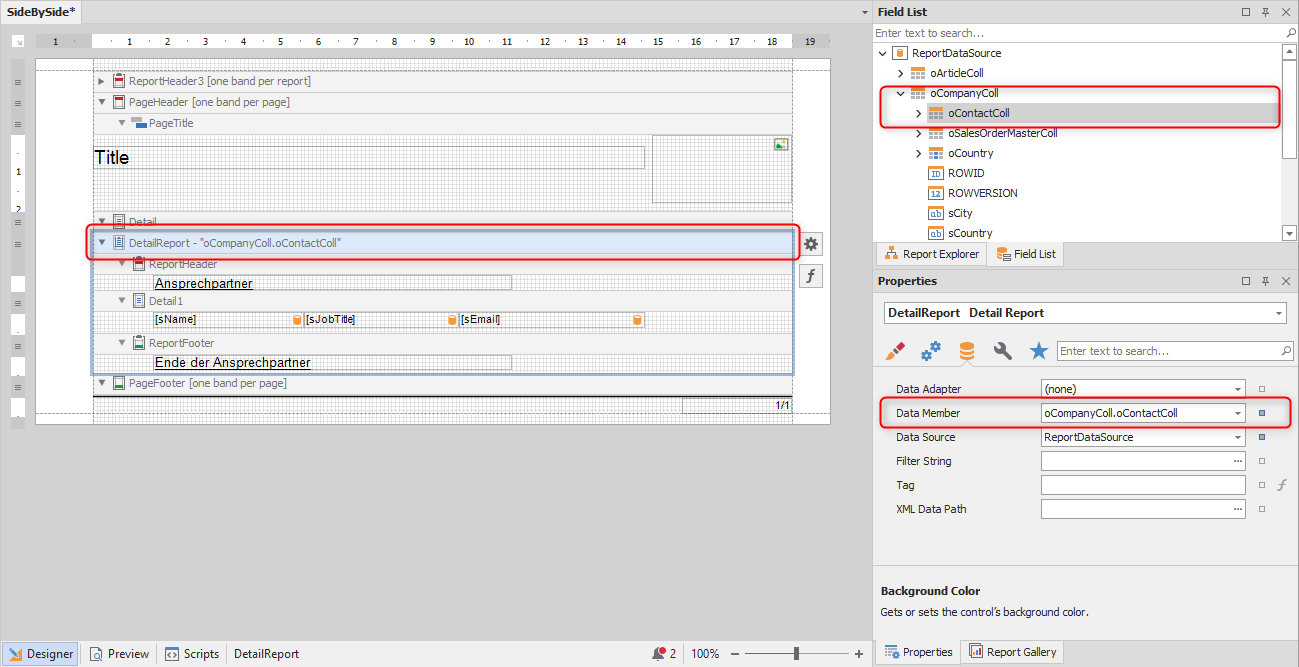 SideBySide*
1 1 2 3 4 5 6 7 8 9 10 11 12 13 14 15 16 17 18 19
ReportHeader3 [one band per report]
PageHeader [one band per page]
PageTitle
Title
1
2
Detail
DetailReport - "oCompanyColl.oContactColl"
ReportHeader
Ansprechpartner
Detail1
[sName] [sJobTitle] [sEmail]
ReportFooter
Ende der Ansprechpartner
PageFooter [one band per page]
1/1
Designer Preview Scripts DetailReport 2 100%
Field List
Enter text to search...
ReportDataSource
oArticleColl
oCompanyColl
oContactColl
oSalesOrderMasterColl
oCountry
ID ROWID
12 ROWVERSION
ab sCity
ab sCountry
Report Explorer Field List
Properties
DetailReport Detail Report
Enter text to search...
Data Adapter (none)
Data Member oCompanyColl.oContactColl
Data Source ReportDataSource
Filter String
Tag
XML Data Path
Background Color
Gets or sets the control's background color.
Properties Report Gallery